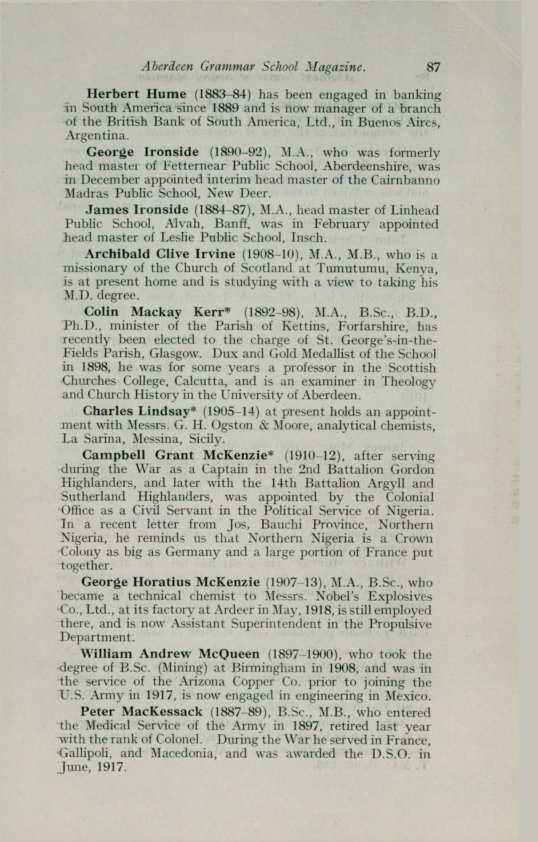 Aberdeen Grammar School Magazine. 87
Herbert Hume (1883–84) has been engaged in banking
in South America since 1889 and is now manager of a branch
of the British Bank of South America, Ltd., in Buenos Aires,
Argentina.
George Ironside (1890–92), M.A., who was formerly
head master of Fetternear Public School, Aberdeenshire, was
in December appointed interim head master of the Cairnbanno
Madras Public School, New Deer.
James Ironside (1884–87), M.A., head master of Linhead
Public School, Alvah, Banff, was in February appointed
head master of Leslie Public School, Insch.
Archibald Clive Irvine (1908–10), M.A., M.B., who is a
missionary of the Church of Scotland at Tumutumu, Kenya,
is at present home and is studying with a view to taking his
M.D. degree.
Colin Mackay Kerr* (1892–98), M.A., B.Sc., B.D.,
Ph.D., minister of the Parish of Kettins, Forfarshire, has
recently been elected to the charge of St. George's-in-the-
Fields Parish, Glasgow. Dux and Gold Medallist of the School
in 1898, he was for some years a professor in the Scottish
Churches College, Calcutta, and is an examiner in Theology
and Church History in the University of Aberdeen.
Charles Lindsay* (1905–14) at present holds an appoint-
ment with Messrs. G. H. Ogston & Moore, analytical chemists,
La Sarina, Messina, Sicily.
Campbell Grant McKenzie* (1910–12), after serving
during the War as a Captain in the 2nd Battalion Gordon
Highlanders, and later with the 14th Battalion Argyll and
Sutherland Highlanders, was appointed by the Colonial
Office as a Civil Servant in the Political Service of Nigeria.
In a recent letter from Jos, Bauchi Province, Northern
Nigeria, he reminds us that Northern Nigeria is a Crown
Colony as big as Germany and a large portion of France put
together.
George Horatius McKenzie (1907–13), M.A., B.Sc., who
became a technical chemist to Messrs. Nobel's Explosives
Co., Ltd., at its factory at Ardeer in May, 1918, is still employed
there, and is now Assistant Superintendent in the Propulsive
Department.
William Andrew McQueen (1897–1900), who took the
degree of B.Sc. (Mining) at Birmingham in 1908, and was in
the service of the Arizona Copper Co. prior to joining the
U.S. Army in 1917, is now engaged in engineering in Mexico.
Peter MacKessack (1887–89), B.Sc., M.B., who entered
the Medical Service of the Army in 1897, retired last year
with the rank of Colonel. During the War he served in France,
Gallipoli, and Macedonia, and was awarded the D.S.O. in
June, 1917.